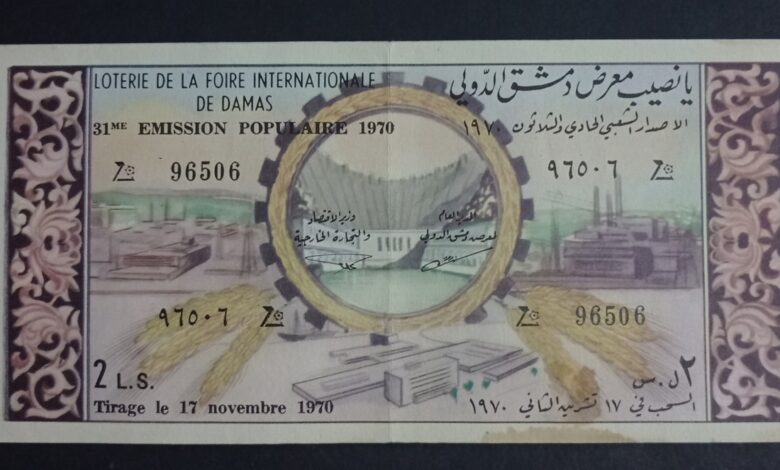 LOTERIE DE LA FOIRE INTERNATIONALE
DE DAMAS
31ME EMISSION POPULAIRE 1970
96506
يا نصيب معرض دمشق الدولي
الاصدار الشعبي الحادي والثلاثون ١٩٧٠
٩٦٥٠٦
وزير الاقتصاد
والتجارة الخارجية
المدير العام
لمعرض دمشق الدولي
٩٦٥٠٦
96506
2 L.S.
Tirage le 17 novembre 1970
٢ ل. س
السحب في ١٧ تشرين الثاني ١٩٧٠